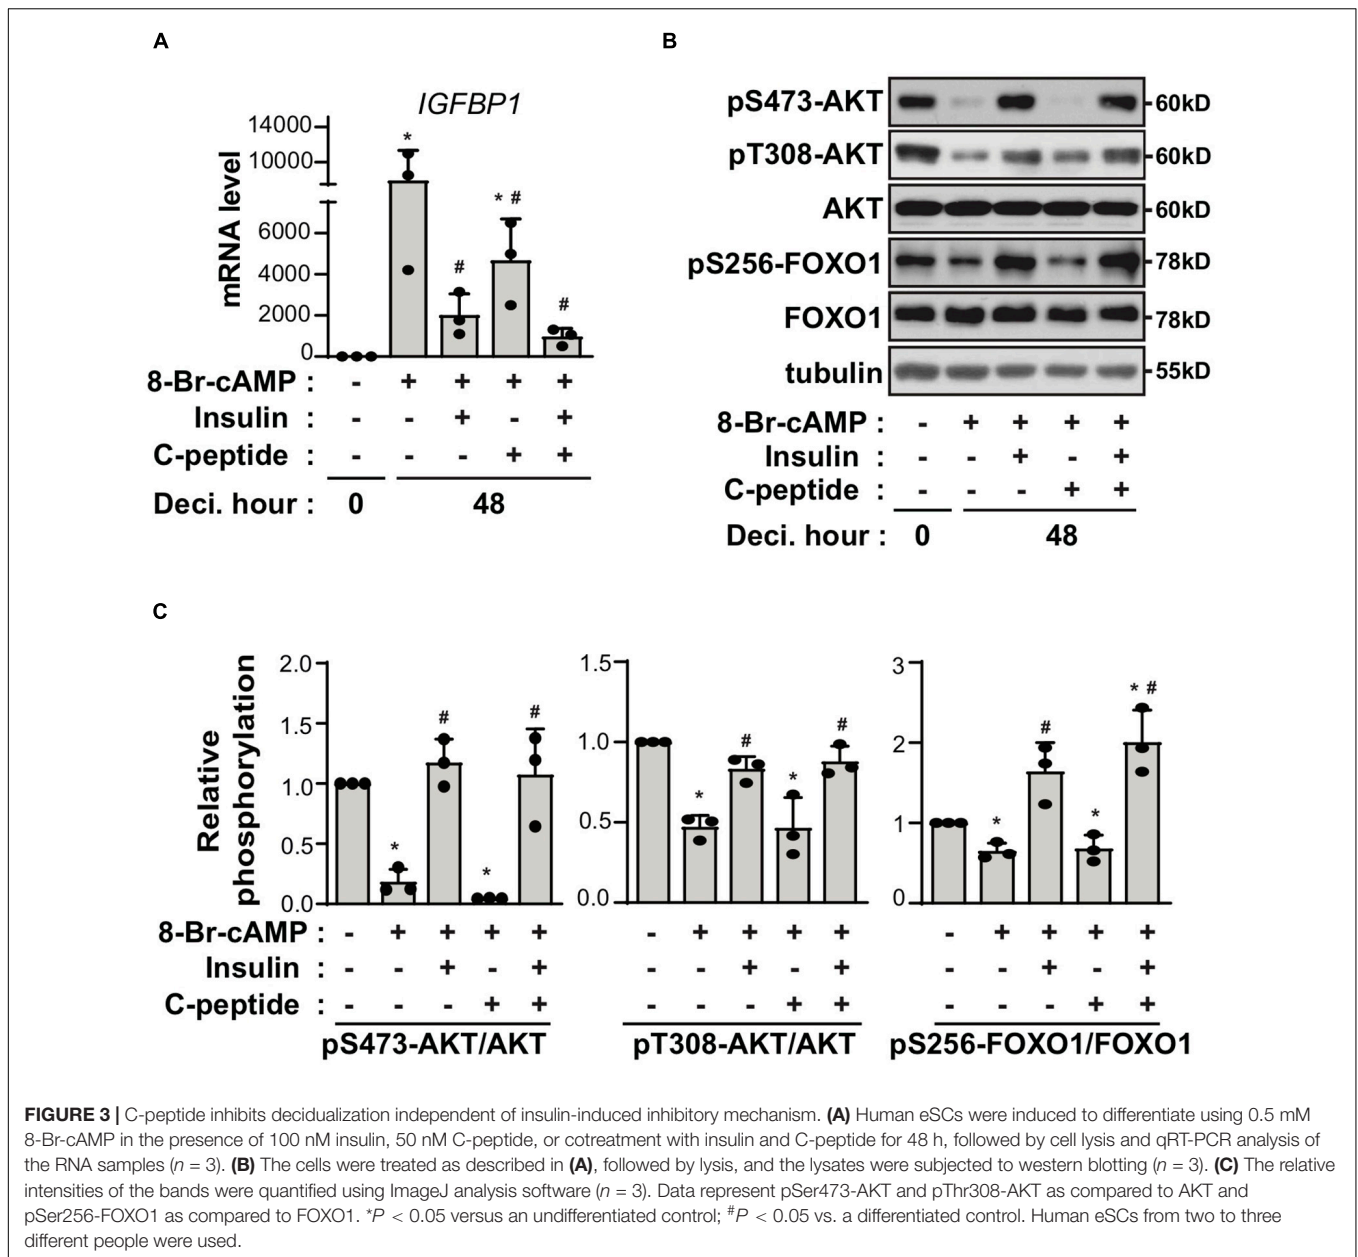 A
IGFBP1
mRNA level
14000
10000
6000
4000
2000
0
* # * # #
8-Br-cAMP : - + + + +
Insulin : - - + - +
C-peptide : - - - + +
Deci. hour : 0 48
B
pS473-AKT -60kD
pT308-AKT -60kD
AKT -60kD
pS256-FOXO1 -78kD
FOXO1 -78kD
tubulin -55kD
8-Br-cAMP : - + + + +
Insulin : - - + - +
C-peptide : - - - + +
Deci. hour : 0 48
C
Relative
phosphorylation
2.0
1.5
1.0
0.5
0.0
* # * #
1.5
1.0
0.5
0.0
* # * #
3
2
1
0
* # * * #
8-Br-cAMP : - + + + + - + + + + - + + + +
Insulin : - - + - + - - + - + - - + - +
C-peptide : - - - + + - - - + + - - - + +
pS473-AKT/AKT pT308-AKT/AKT pS256-FOXO1/FOXO1
FIGURE 3 | C-peptide inhibits decidualization independent of insulin-induced inhibitory mechanism. (A) Human eSCs were induced to differentiate using 0.5 mM
8-Br-cAMP in the presence of 100 nM insulin, 50 nM C-peptide, or cotreatment with insulin and C-peptide for 48 h, followed by cell lysis and qRT-PCR analysis of
the RNA samples (n = 3). (B) The cells were treated as described in (A), followed by lysis, and the lysates were subjected to western blotting (n = 3). (C) The relative
intensities of the bands were quantified using ImageJ analysis software (n = 3). Data represent pSer473-AKT and pThr308-AKT as compared to AKT and
pSer256-FOXO1 as compared to FOXO1. *P < 0.05 versus an undifferentiated control; #P < 0.05 vs. a differentiated control. Human eSCs from two to three
different people were used.